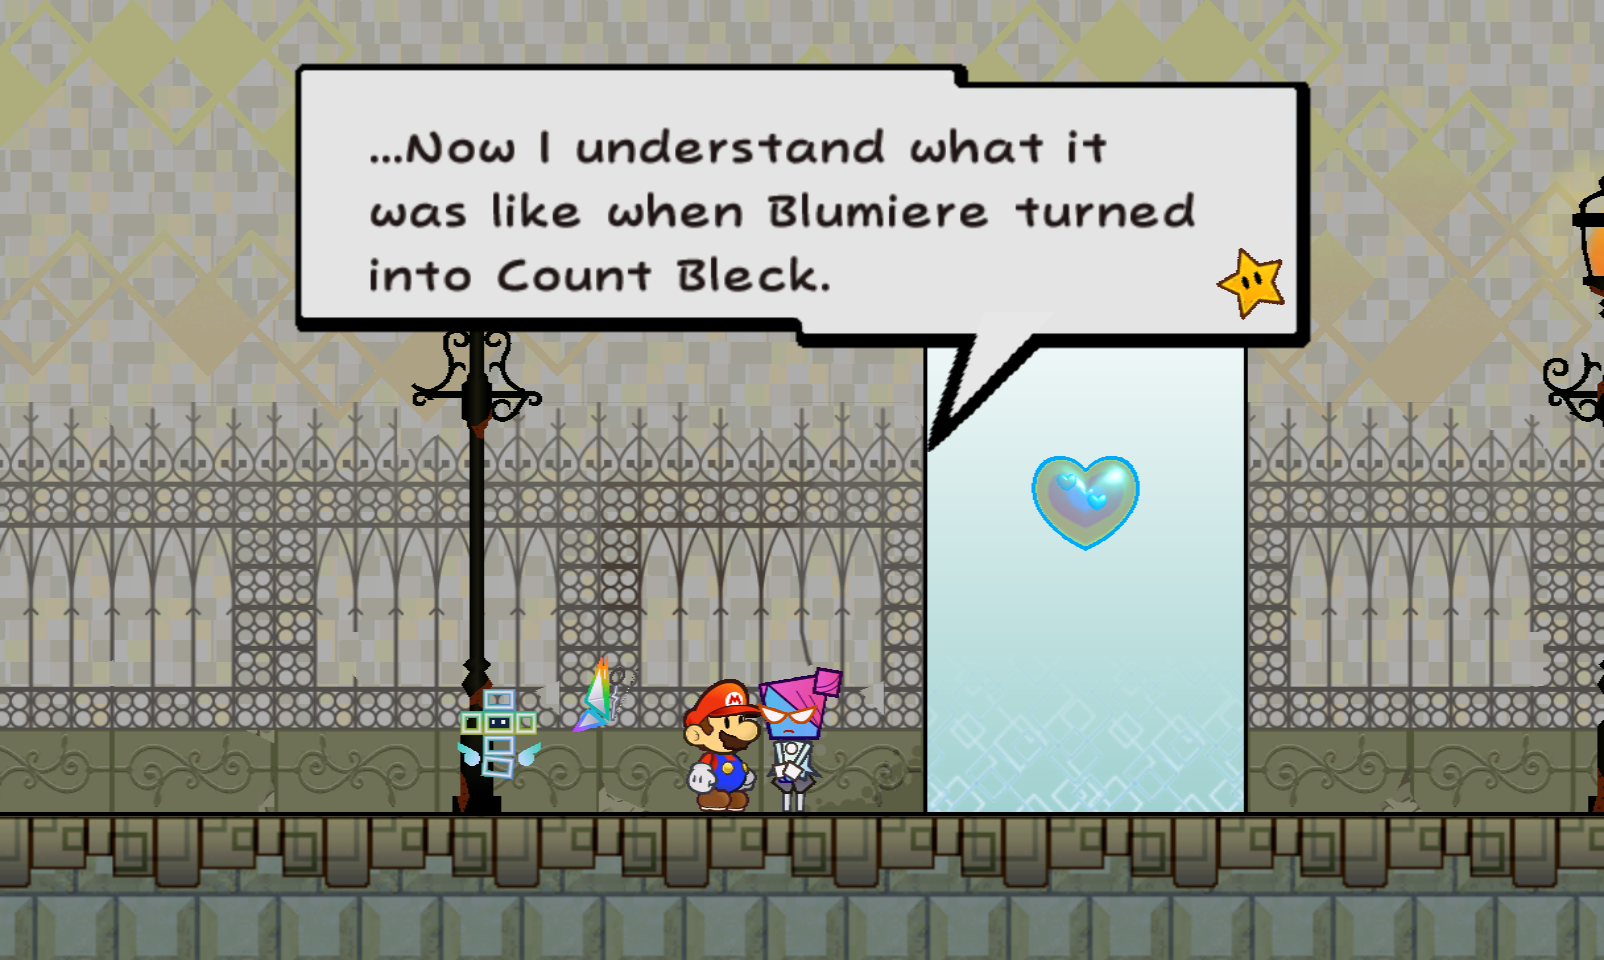 ...Now I understand what it
was like when Blumiere turned
into Count Bleck.
M